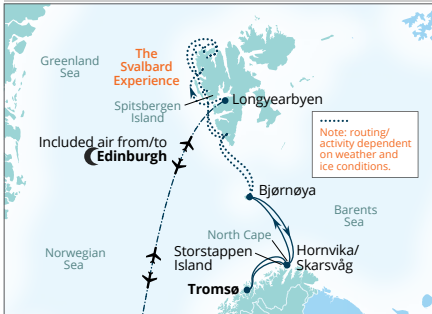 Greenland
Sea
The
Svalbard
Experience
Spitsbergen
Island
Longyearbyen
Included air from/to
Edinburgh
Note: routing/
activity dependent
on weather and
ice conditions.
Bjørnøya
Barents
Sea
North Cape
Norwegian
Sea
Storstappen
Island
Hornvika/
Skarsvåg
Tromsø